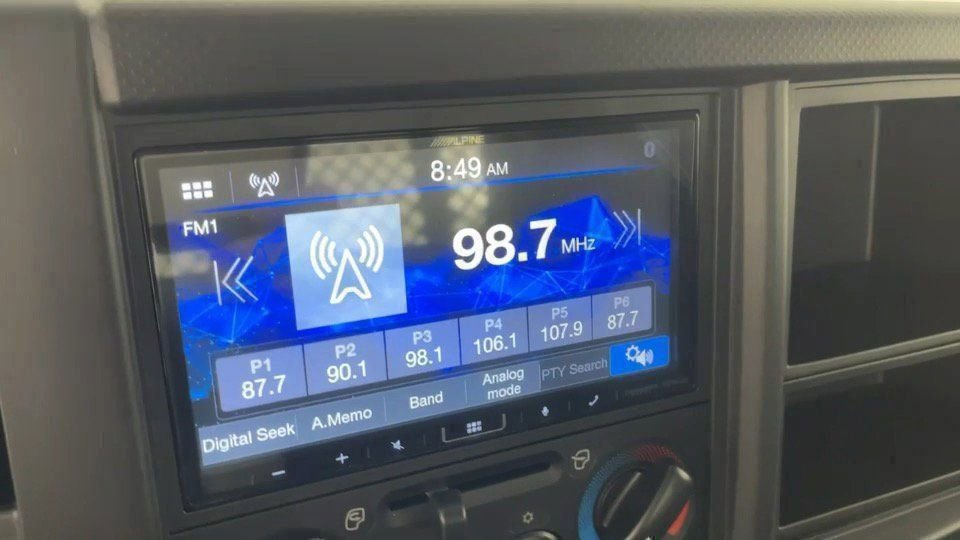 ALPINE
8:49 AM
FM1
98.7 MHz
P1 P2 P3 P4 P5 P6
87.7 90.1 98.1 106.1 107.9 87.7
Digital Seek A.Memo Band Analog mode PTY Search